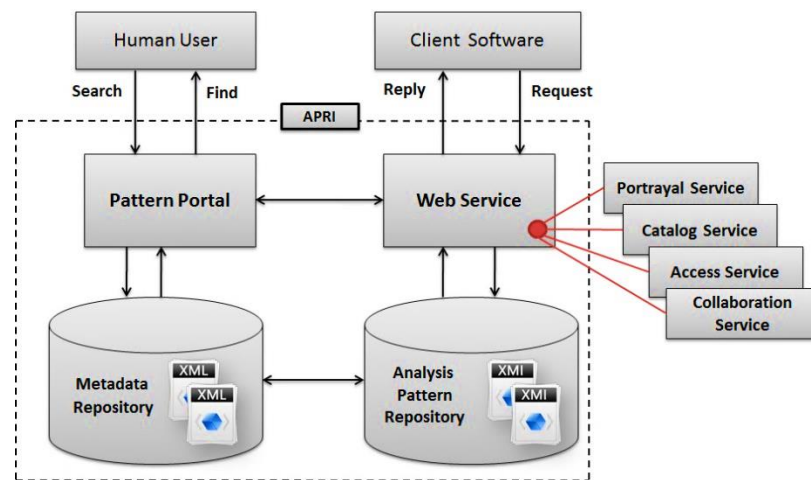 Human User
Client Software
Search
Find
Reply
Request
APRI
Pattern Portal
Web Service
Portrayal Service
Catalog Service
Access Service
Collaboration
Service
Metadata
Repository
XML
XML
Analysis
Pattern
Repository
XMI
XMI